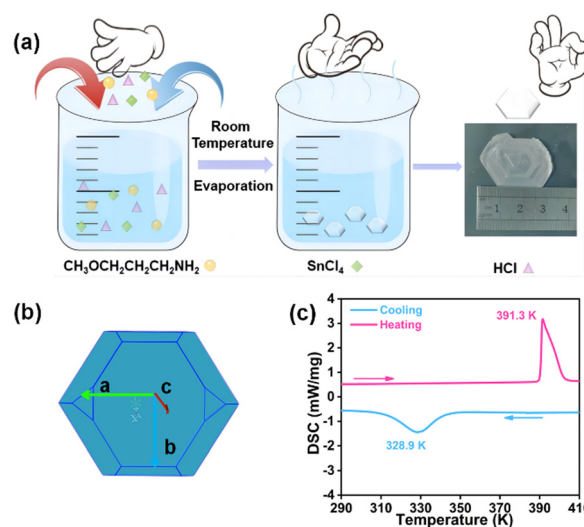 (a)
Room
Temperature
Evaporation
1 2 3 4
CH₃OCH₂CH₂CH₂NH₂
SnCl₄
HCl
(b)
a
c
b
(c)
Cooling
Heating
391.3 K
328.9 K
DSC (mW/mg)
4
3
2
1
0
-1
-2
-3
-4
290 310 330 350 370 390 410
Temperature (K)